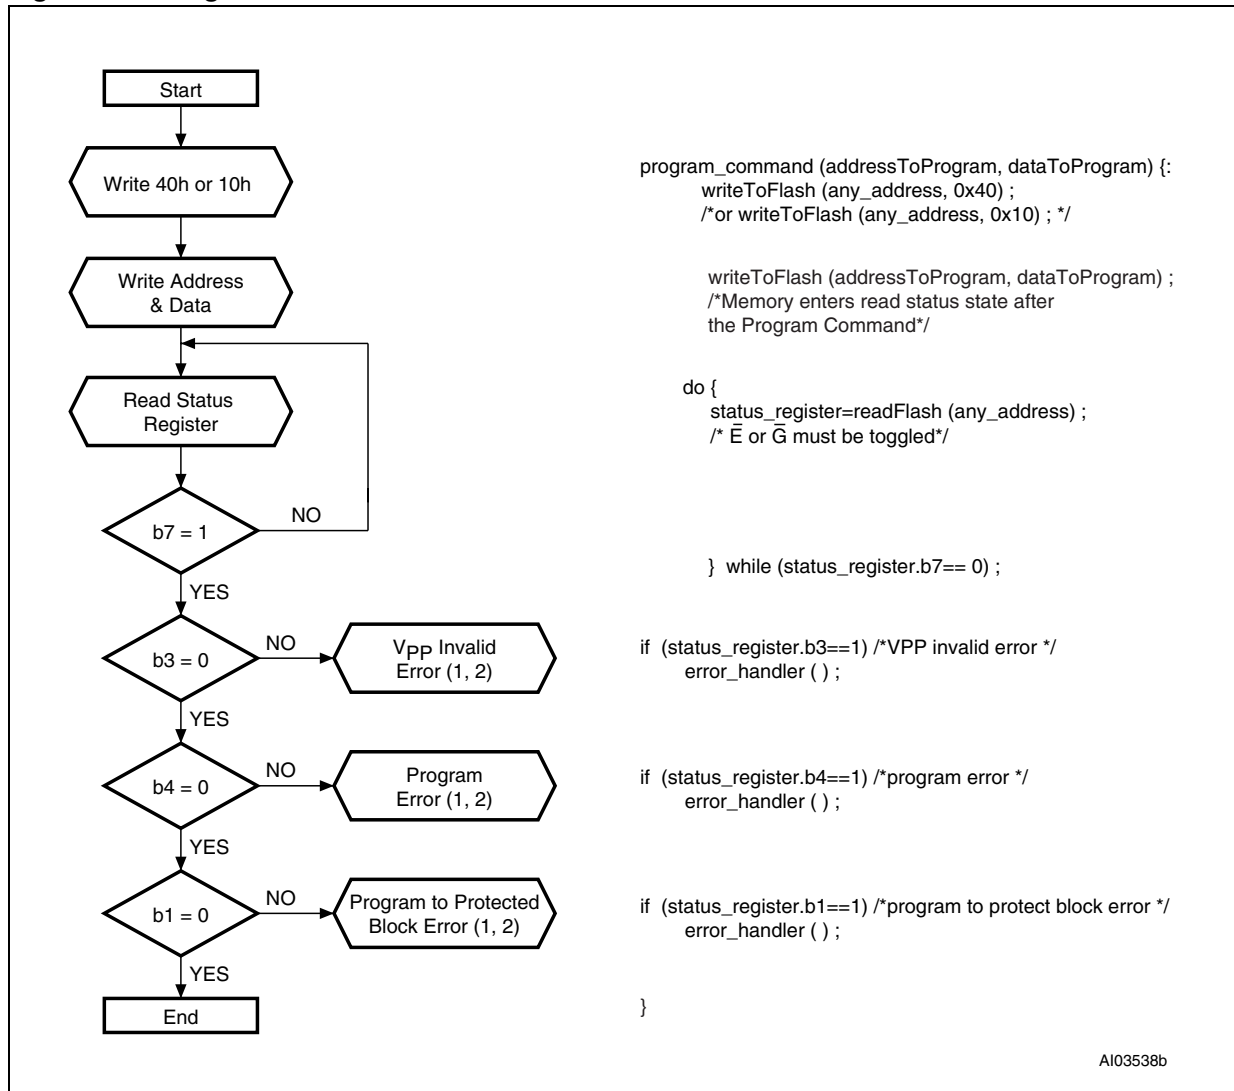 Start
Write 40h or 10h
Write Address
& Data
Read Status
Register
b7 = 1
NO
YES
b3 = 0
NO
VPP Invalid
Error (1, 2)
YES
b4 = 0
NO
Program
Error (1, 2)
YES
b1 = 0
NO
Program to Protected
Block Error (1, 2)
YES
End
program_command (addressToProgram, dataToProgram) {:
writeToFlash (any_address, 0x40) ;
/*or writeToFlash (any_address, 0x10) ; */
writeToFlash (addressToProgram, dataToProgram) ;
/*Memory enters read status state after
the Program Command*/
do {
status_register=readFlash (any_address) ;
/* E̅ or G̅ must be toggled*/
} while (status_register.b7== 0) ;
if (status_register.b3==1) /*VPP invalid error */
error_handler ( ) ;
if (status_register.b4==1) /*program error */
error_handler ( ) ;
if (status_register.b1==1) /*program to protect block error */
error_handler ( ) ;
}
AI03538b